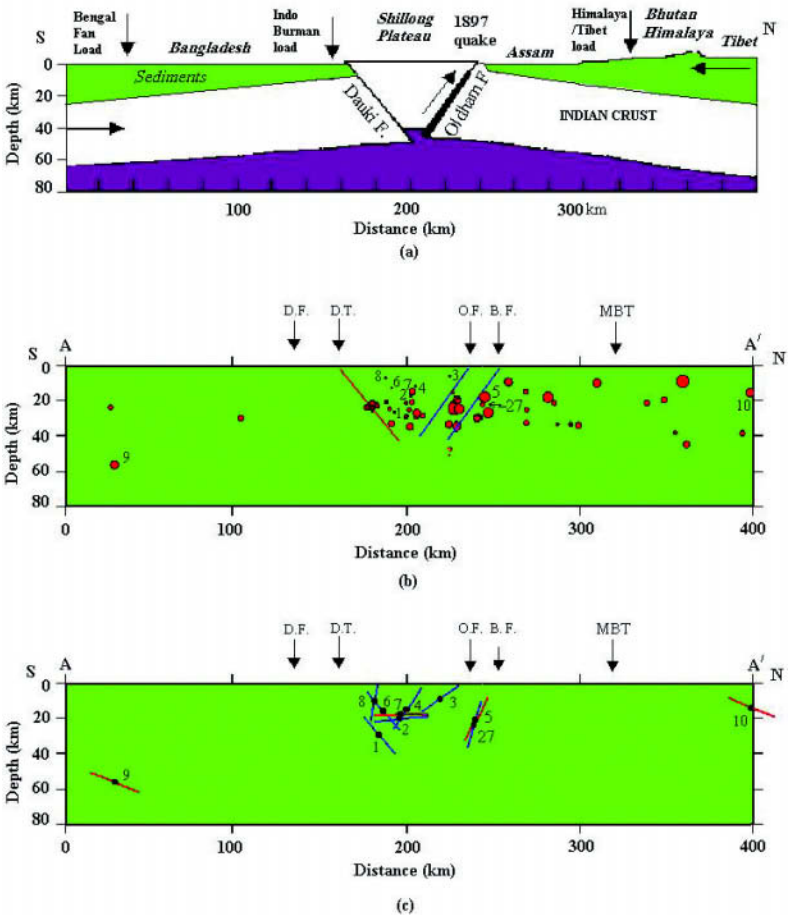 S
Bengal
Fan
Load
Bangladesh
Indo
Burman
load
Shillong
Plateau
1897
quake
Assam
Himalaya
/Tibet
load
Bhutan
Himalaya
Tibet
N
Sediments
Dauki F.
Oldham F.
INDIAN CRUST
Depth (km)
0
20
40
60
80
100
200
300 km
Distance (km)
(a)
D.F.
D.T.
O.F.
B.F.
MBT
S
A
A'
N
Depth (km)
0
20
40
60
80
8
6
7
4
2
1
3
5
27
9
10
0
100
200
300
400
Distance (km)
(b)
D.F.
D.T.
O.F.
B.F.
MBT
S
A
A'
N
Depth (km)
0
20
40
60
80
8
6
7
4
3
2
1
5
27
9
10
0
100
200
300
400
Distance (km)
(c)